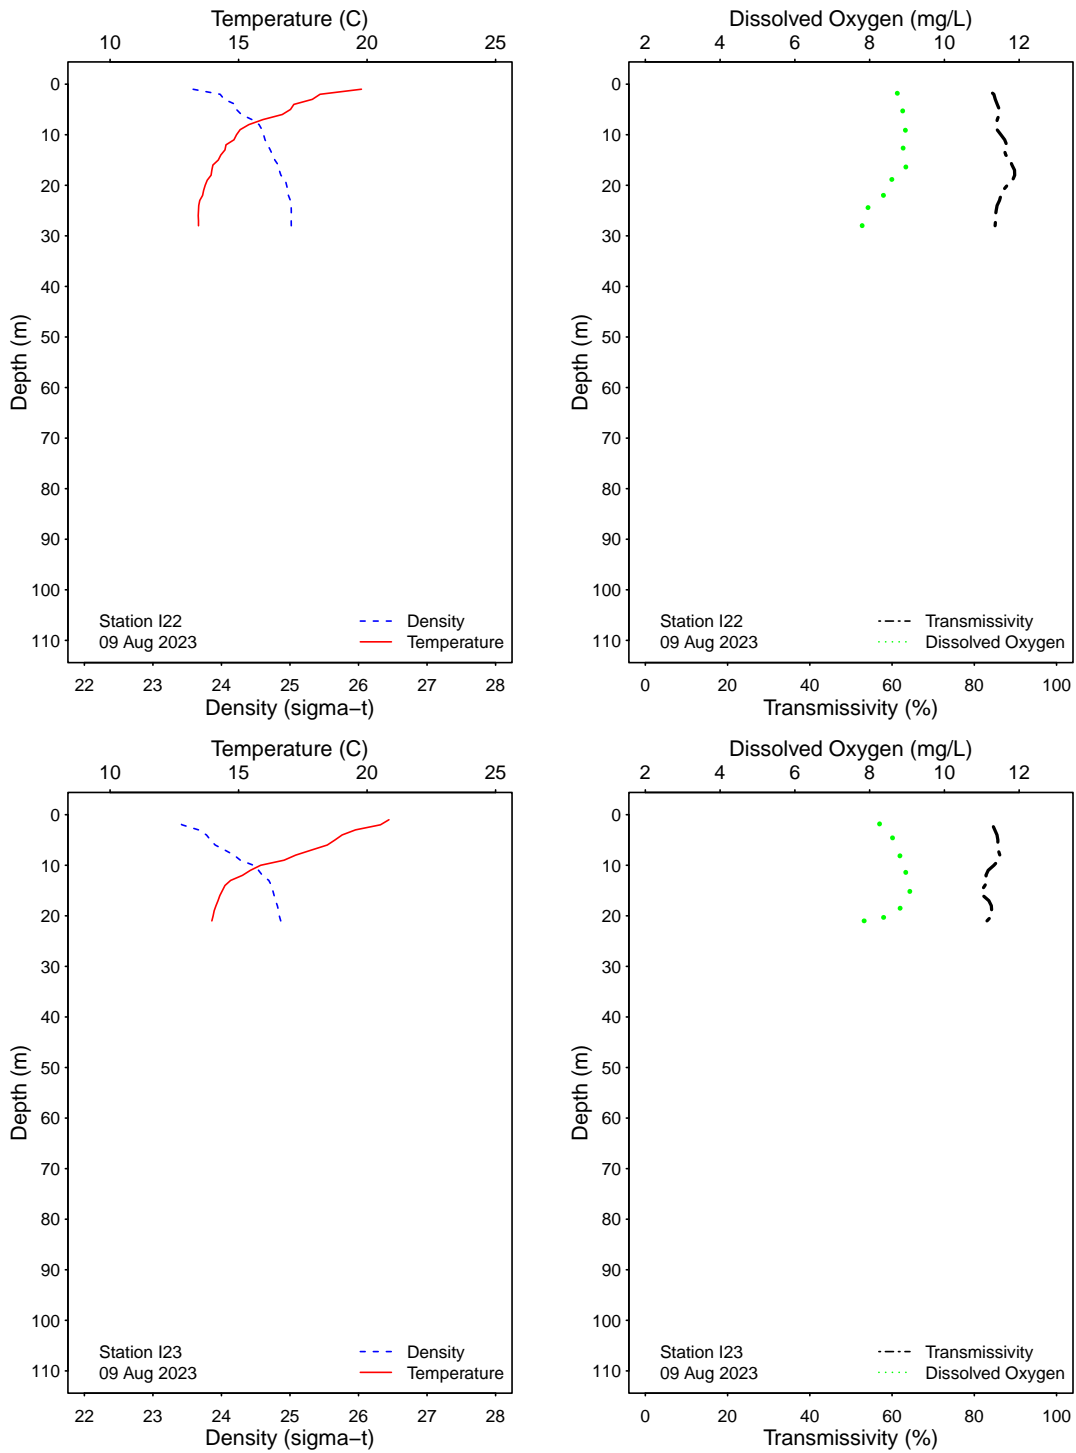 Temperature (C)
10 15 20 25
0
10
20
30
40
50
60
70
80
90
100
110
Depth (m)
Station I22
09 Aug 2023
Density
Temperature
22 23 24 25 26 27 28
Density (sigma−t)
Dissolved Oxygen (mg/L)
2 4 6 8 10 12
0
10
20
30
40
50
60
70
80
90
100
110
Depth (m)
Station I22
09 Aug 2023
Transmissivity
Dissolved Oxygen
0 20 40 60 80 100
Transmissivity (%)
Temperature (C)
10 15 20 25
0
10
20
30
40
50
60
70
80
90
100
110
Depth (m)
Station I23
09 Aug 2023
Density
Temperature
22 23 24 25 26 27 28
Density (sigma−t)
Dissolved Oxygen (mg/L)
2 4 6 8 10 12
0
10
20
30
40
50
60
70
80
90
100
110
Depth (m)
Station I23
09 Aug 2023
Transmissivity
Dissolved Oxygen
0 20 40 60 80 100
Transmissivity (%)